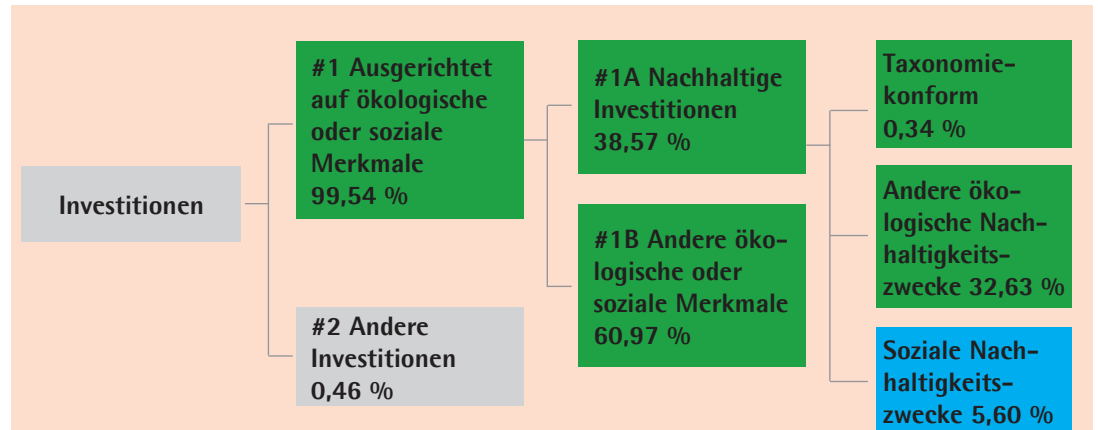 Investitionen
#1 Ausgerichtet
auf ökologische
oder soziale
Merkmale
99,54 %
#2 Andere
Investitionen
0,46 %
#1A Nachhaltige
Investitionen
38,57 %
#1B Andere öko-
logische oder
soziale Merkmale
60,97 %
Taxonomie-
konform
0,34 %
Andere öko-
logische Nach-
haltigkeits-
zwecke 32,63 %
Soziale Nach-
haltigkeits-
zwecke 5,60 %